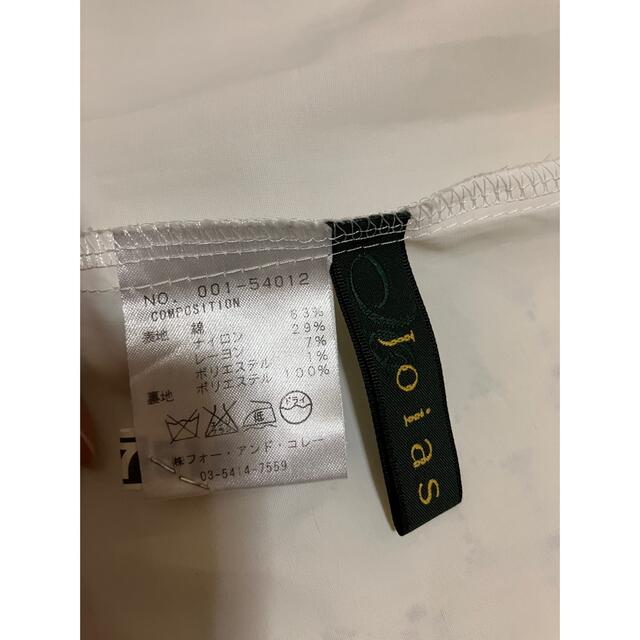 NO. 001-54012
COMPOSITION
表地 綿 63%
ナイロン 29%
レーヨン 7%
ポリエステル 1%
裏地 ポリエステル 100%
低 ドライ
㈱フォー・アンド・コレー
03-5414-7559
Joias